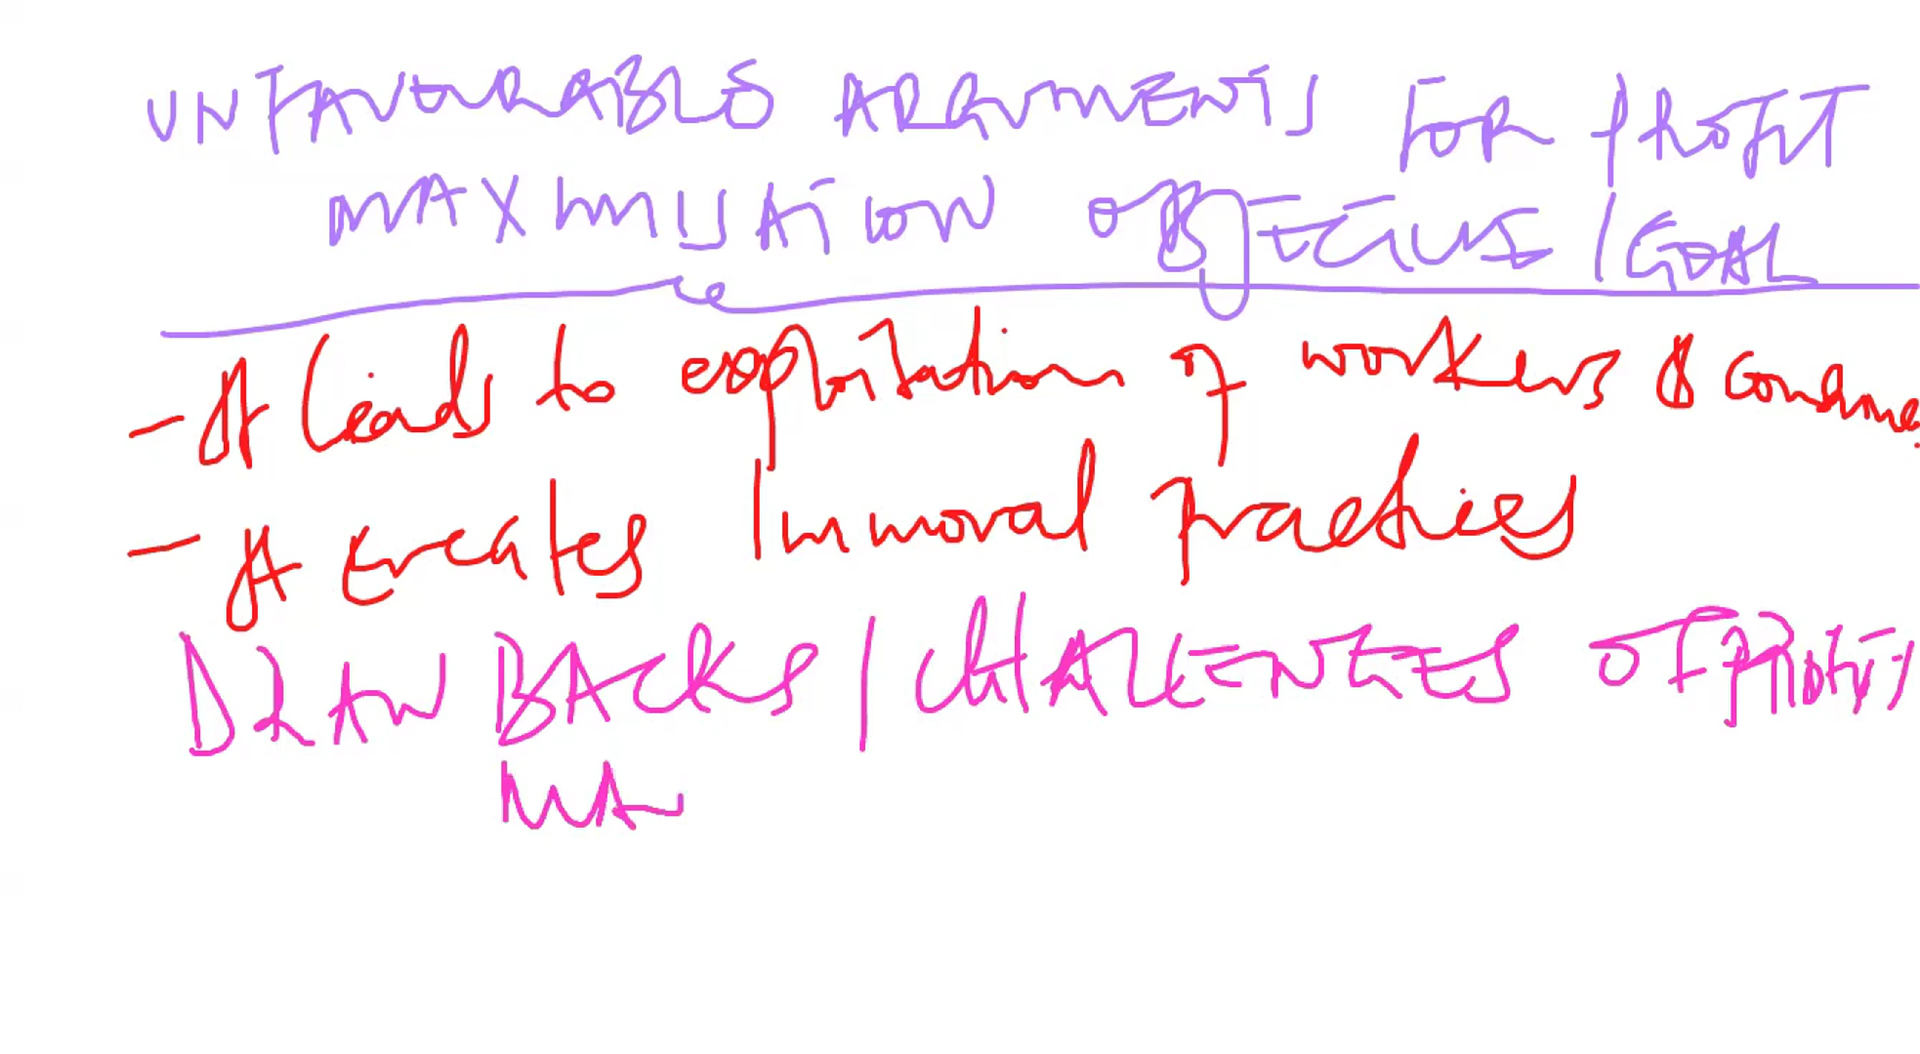 UNFAVOURABLE ARGUMENTS FOR PROFIT
MAXIMISATION OBJECTIVE / GOAL
- It leads to exploitation of workers & consume
- It creates Immoral practices
DRAWBACKS / CHALLENGES OF PROFIT
MA